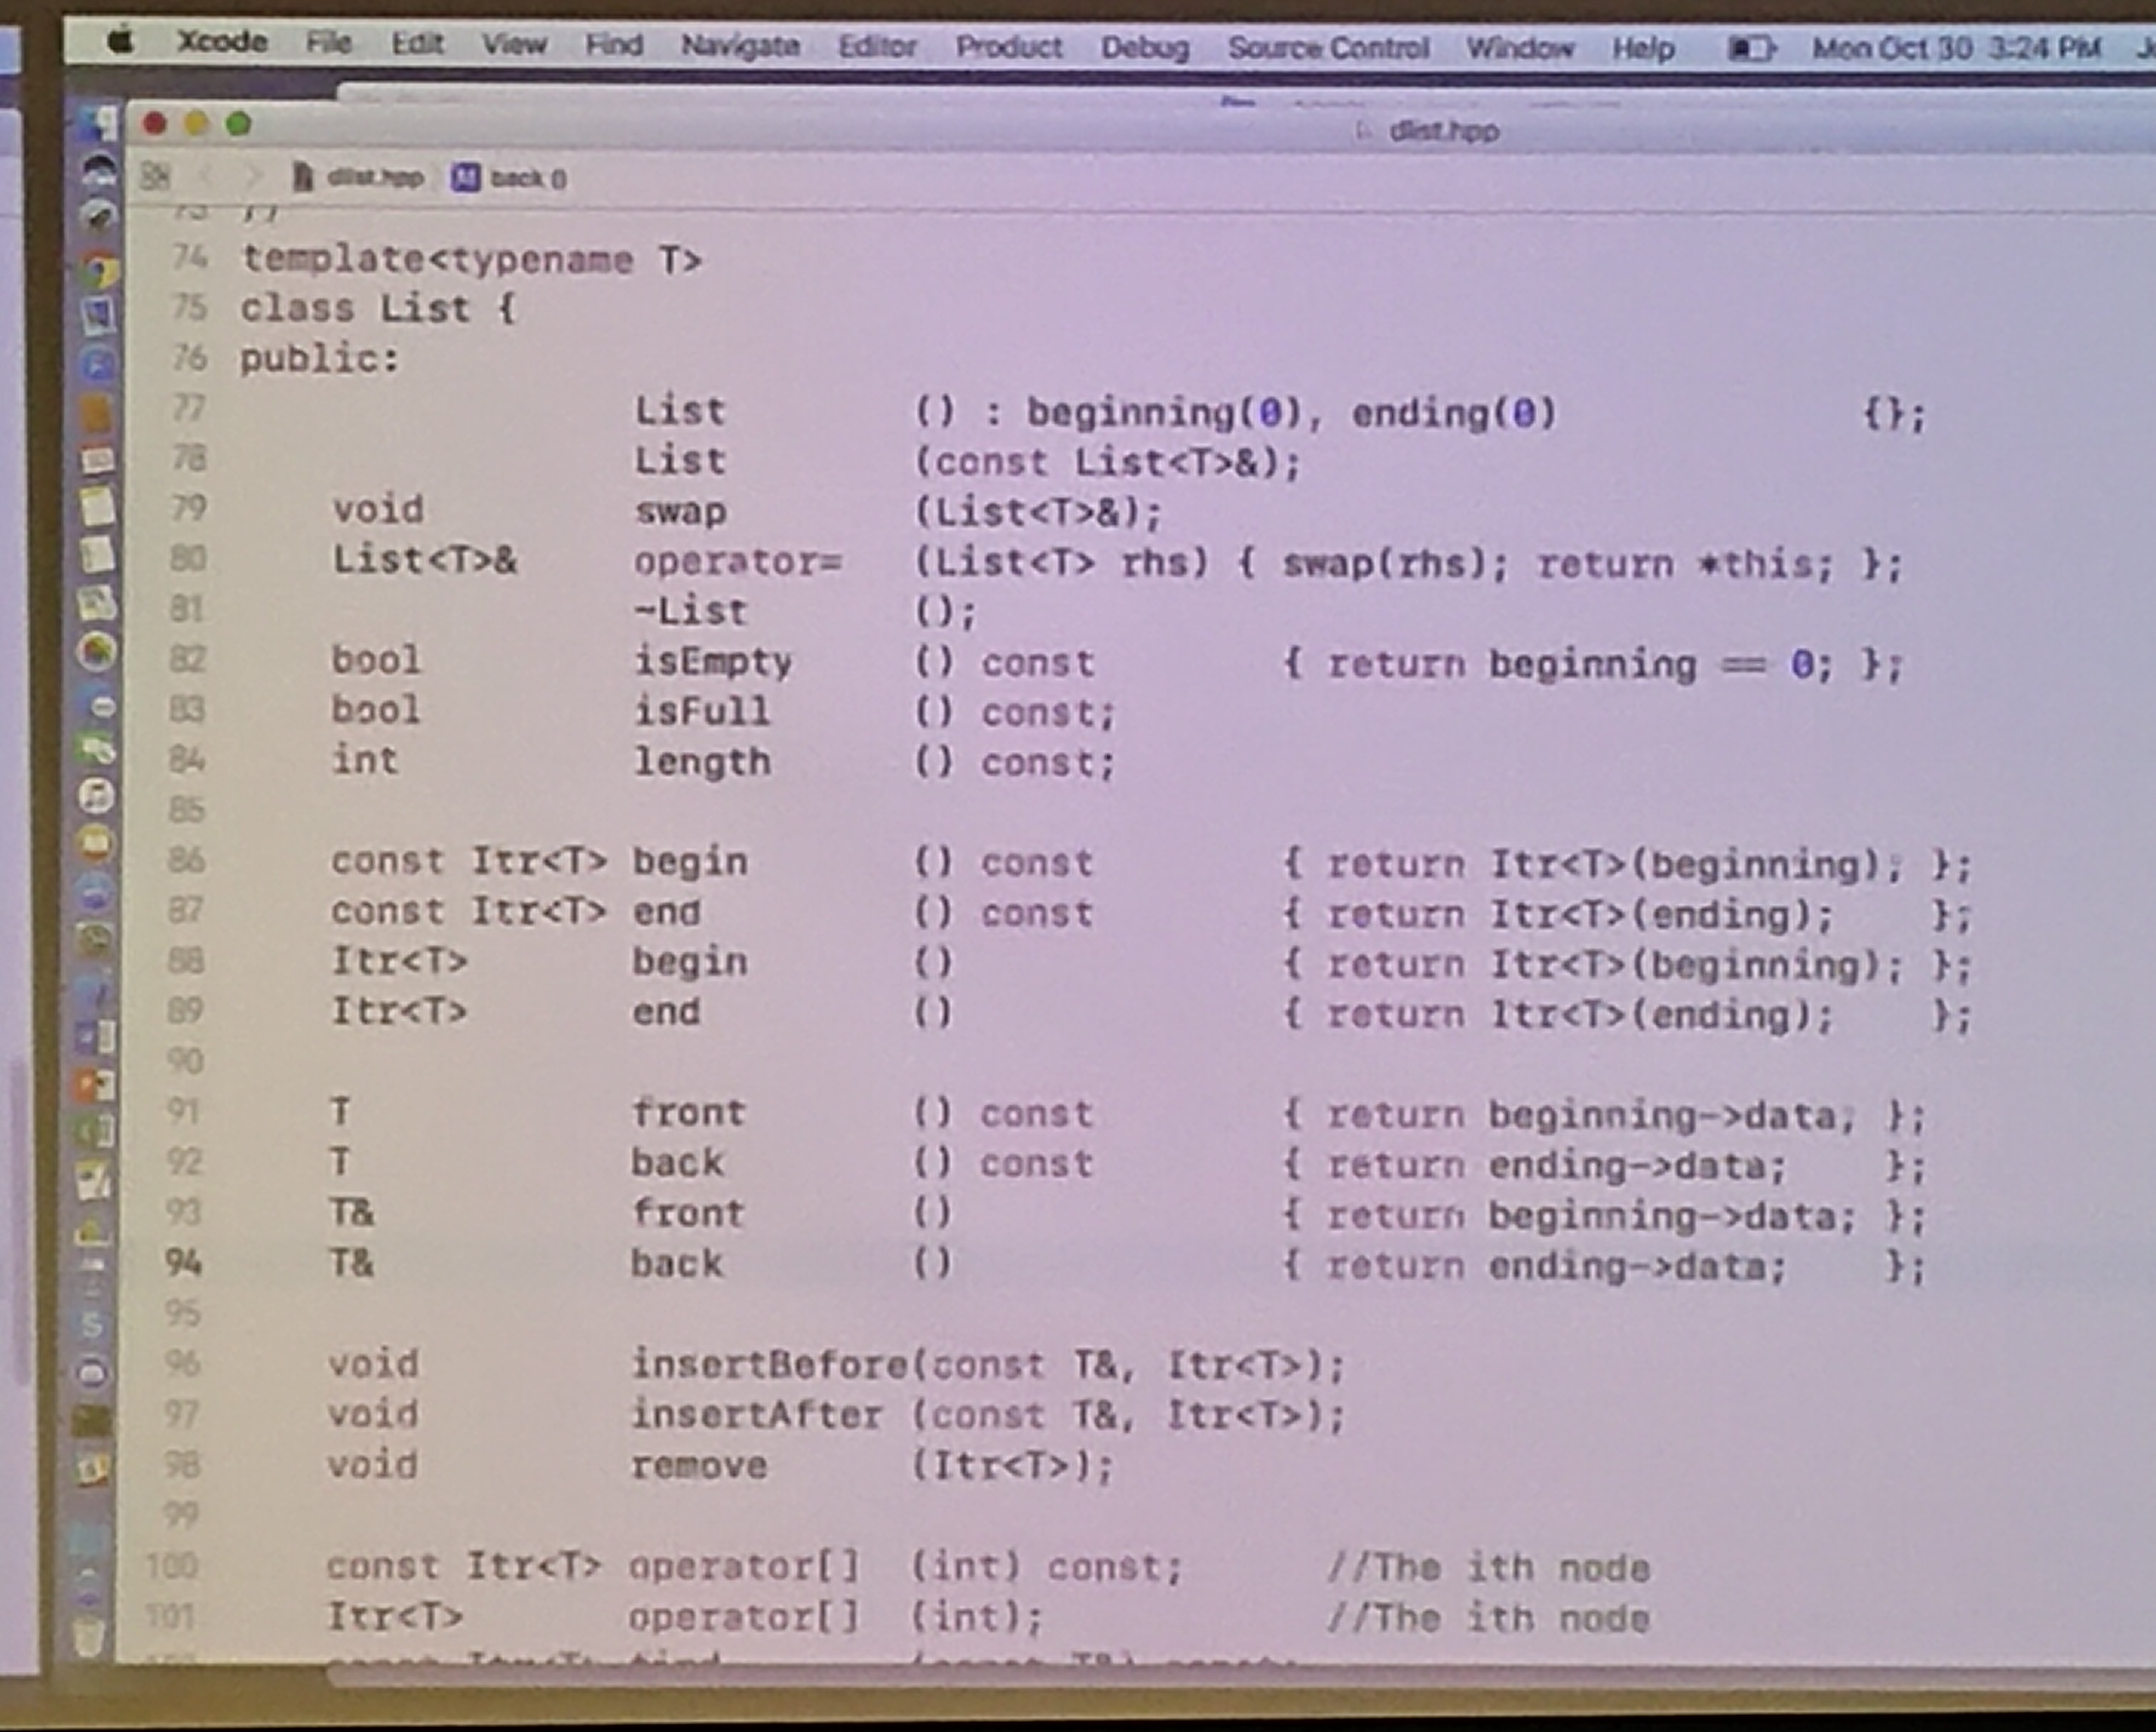 Xcode File Edit View Find Navigate Editor Product Debug Source Control Window Help Mon Oct 30 3:24 PM
dlist.hpp
dlist.hpp M back()
73 //
74 template<typename T>
75 class List {
76 public:
77 List () : beginning(0), ending(0) {};
78 List (const List<T>&);
79 void swap (List<T>&);
80 List<T>& operator= (List<T> rhs) { swap(rhs); return *this; };
81 ~List ();
82 bool isEmpty () const { return beginning == 0; };
83 bool isFull () const;
84 int length () const;
85
86 const Itr<T> begin () const { return Itr<T>(beginning); };
87 const Itr<T> end () const { return Itr<T>(ending); };
88 Itr<T> begin () { return Itr<T>(beginning); };
89 Itr<T> end () { return Itr<T>(ending); };
90
91 T front () const { return beginning->data; };
92 T back () const { return ending->data; };
93 T& front () { return beginning->data; };
94 T& back () { return ending->data; };
95
96 void insertBefore(const T&, Itr<T>);
97 void insertAfter (const T&, Itr<T>);
98 void remove (Itr<T>);
99
100 const Itr<T> operator[] (int) const; //The ith node
101 Itr<T> operator[] (int); //The ith node